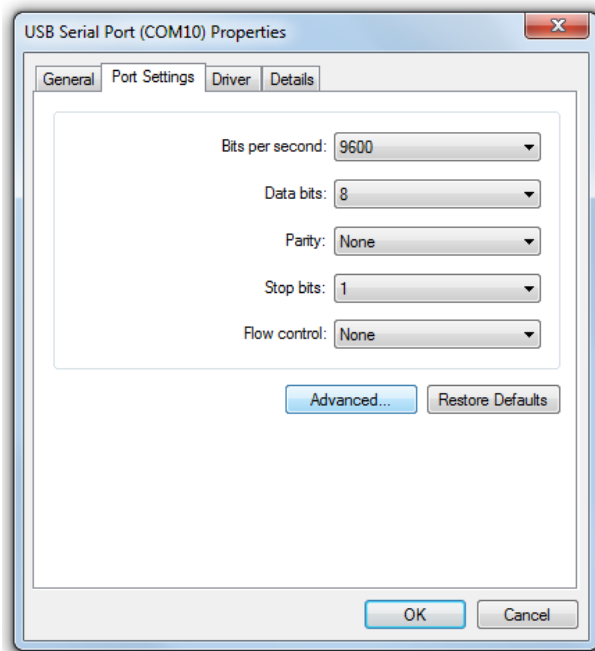 USB Serial Port (COM10) Properties
General Port Settings Driver Details
Bits per second: 9600
Data bits: 8
Parity: None
Stop bits: 1
Flow control: None
Advanced... Restore Defaults
OK Cancel